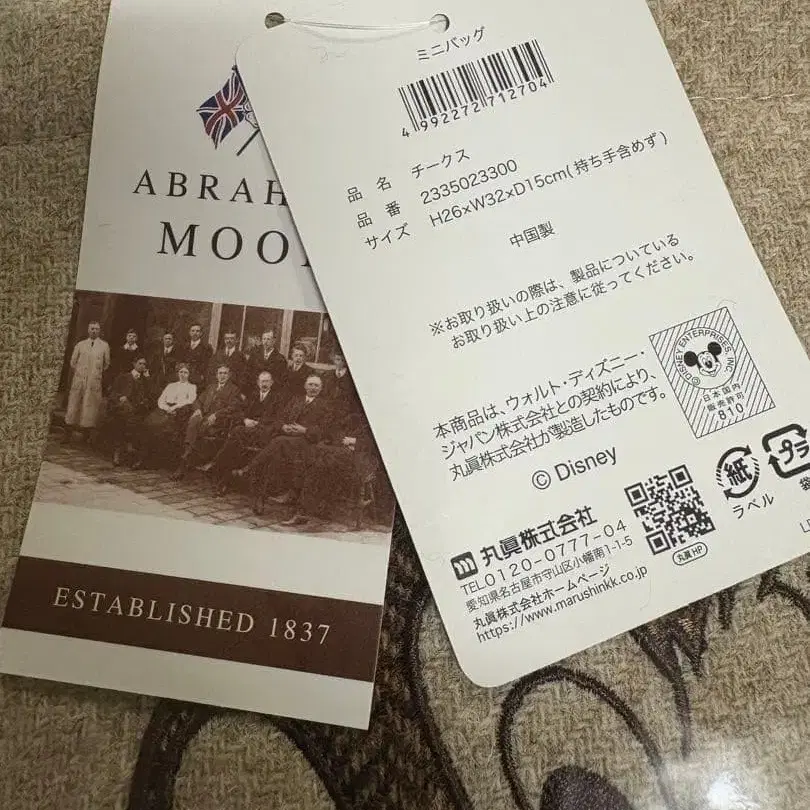 ABRAH
MOO
ESTABLISHED 1837
ミニバッグ
4 992272 712704
品 名 チークス
品 番 2335023300
サイズ H26×W32×D15cm(持ち手含めず)
中国製
※お取り扱いの際は、製品についている
お取り扱い上の注意に従ってください。
本商品は、ウォルト・ディズニー・
ジャパン株式会社との契約により、
丸眞株式会社が製造したものです。
© Disney
© DISNEY ENTERPRISES, INC.
日本国内
販売許可
810
丸眞株式会社
TEL0120-0777-04
愛知県名古屋市守山区小幡南1-1-5
丸眞株式会社ホームページ
https://www.marushinkk.co.jp
丸眞HP
紙
ラベル
プラ
袋